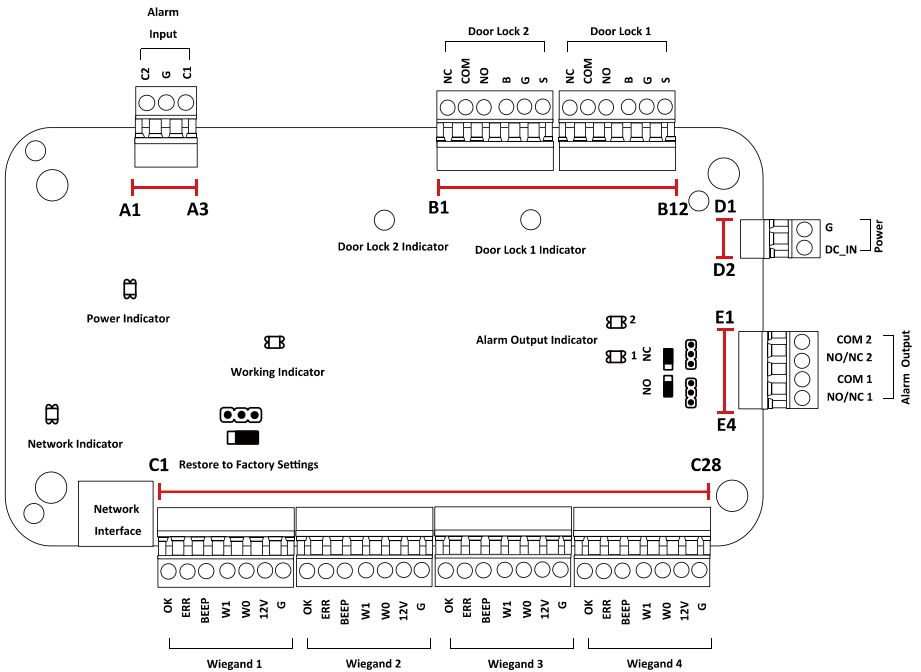 Alarm
Input
C2 G C1
Door Lock 2
Door Lock 1
NC COM NO B G S
NC COM NO B G S
A1 A3
B1 B12
D1
G
DC_IN
Power
D2
Door Lock 2 Indicator
Door Lock 1 Indicator
Power Indicator
Working Indicator
Network Indicator
Restore to Factory Settings
Alarm Output Indicator
2
1
NC
NO
E1
COM 2
NO/NC 2
COM 1
NO/NC 1
Alarm Output
E4
C1 C28
Network
Interface
OK ERR BEEP W1 W0 12V G
OK ERR BEEP W1 W0 12V G
OK ERR BEEP W1 W0 12V G
OK ERR BEEP W1 W0 12V G
Wiegand 1
Wiegand 2
Wiegand 3
Wiegand 4